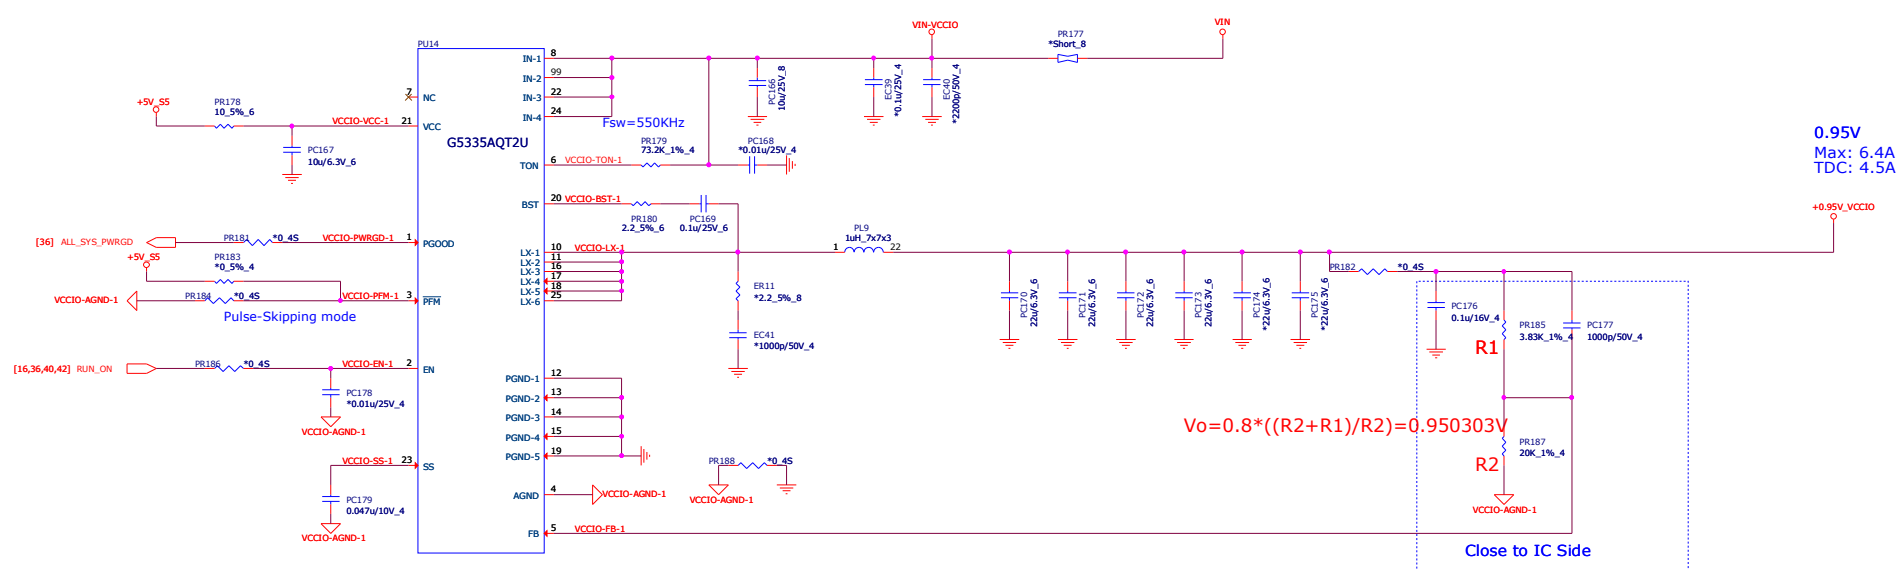 VIN-VCCIO
VIN
PR177
*Short_8
PU14
8
IN-1
99
IN-2
22
IN-3
24
IN-4
7
NC
+5V_S5
PR178
10_5%_6
VCCIO-VCC-1
21
VCC
PC167
10u/6.3V_6
G5335AQT2U
PC166
10u/25V_8
EC39
*0.1u/25V_4
EC40
*2200p/50V_4
Fsw=550KHz
PR179
73.2K_1%_4
PC168
*0.01u/25V_4
TON
6
VCCIO-TON-1
0.95V
Max: 6.4A
TDC: 4.5A
+0.95V_VCCIO
BST
20
VCCIO-BST-1
PR180
2.2_5%_6
PC169
0.1u/25V_6
[36]
ALL_SYS_PWRGD
PR181
*0_4S
VCCIO-PWRGD-1
1
PGOOD
+5V_S5
PR183
*0_5%_4
VCCIO-AGND-1
PR184
*0_4S
VCCIO-PFM-1
3
PFM
Pulse-Skipping mode
LX-1
10
VCCIO-LX-1
LX-2
11
LX-3
16
LX-4
17
LX-5
18
LX-6
25
PL9
1uH_7x7x3
1
22
ER11
*2.2_5%_8
EC41
*1000p/50V_4
PC170
22u/6.3V_6
PC171
22u/6.3V_6
PC172
22u/6.3V_6
PC173
22u/6.3V_6
PC174
*22u/6.3V_6
PC175
*22u/6.3V_6
PR182
*0_4S
PC176
0.1u/16V_4
PR185
3.83K_1%_4
R1
PC177
1000p/50V_4
[16,36,40,42]
RUN_ON
PR186
*0_4S
VCCIO-EN-1
2
EN
PC178
*0.01u/25V_4
VCCIO-AGND-1
PGND-1
12
PGND-2
13
PGND-3
14
PGND-4
15
PGND-5
19
Vo=0.8*((R2+R1)/R2)=0.950303V
PR187
20K_1%_4
R2
VCCIO-AGND-1
VCCIO-SS-1
23
SS
PC179
0.047u/10V_4
VCCIO-AGND-1
PR188
*0_4S
VCCIO-AGND-1
AGND
4
VCCIO-AGND-1
FB
5
VCCIO-FB-1
Close to IC Side